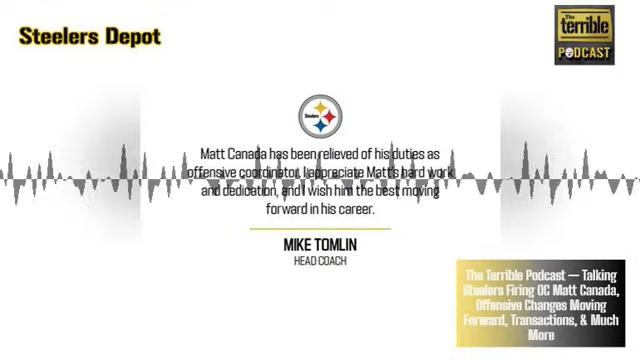 Steelers Depot
The
terrible
PODCAST
Steelers
Matt Canada has been relieved of his duties as
offensive coordinator. I appreciate Matt's hard work
and dedication, and I wish him the best moving
forward in his career.
MIKE TOMLIN
HEAD COACH
The Terrible Podcast — Talking
Steelers Firing OC Matt Canada,
Offensive Changes Moving
Forward, Transactions, & Much
More